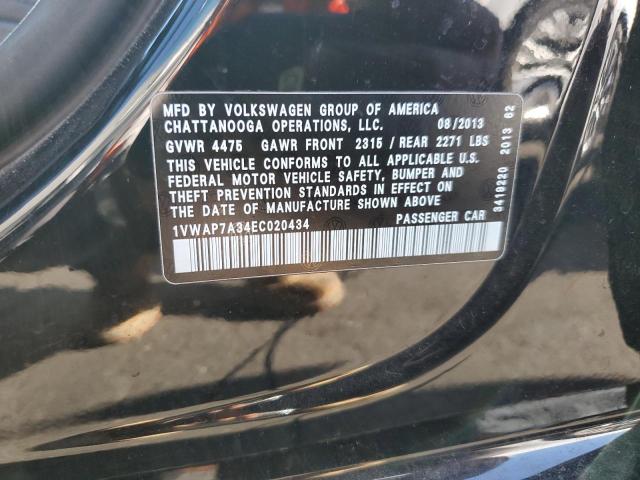 MFD BY VOLKSWAGEN GROUP OF AMERICA
CHATTANOOGA OPERATIONS, LLC. 08/2013
GVWR 4475 GAWR FRONT 2315/REAR 2271 LBS
THIS VEHICLE CONFORMS TO ALL APPLICABLE U.S.
FEDERAL MOTOR VEHICLE SAFETY, BUMPER AND
THEFT PREVENTION STANDARDS IN EFFECT ON
THE DATE OF MANUFACTURE SHOWN ABOVE
1VWAP7A34EC020434 PASSENGER CAR
3418220 2013 62